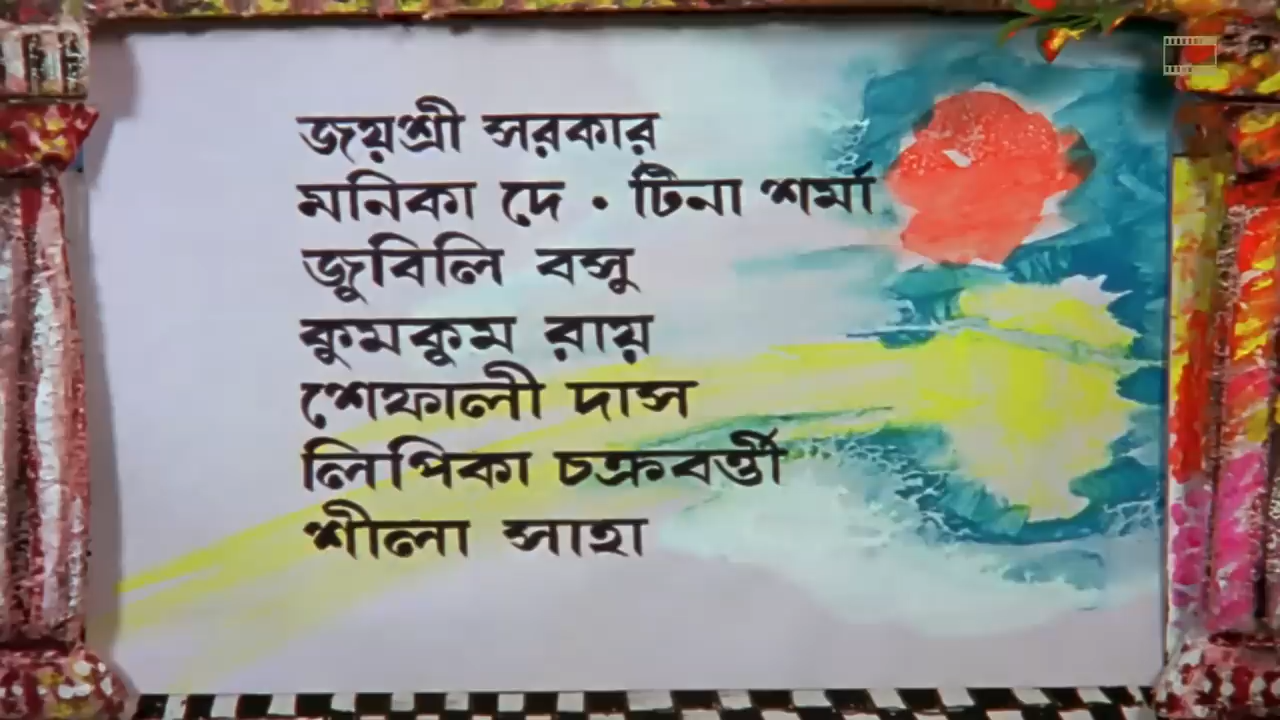 জয়শ্রী সরকার
মনিকা দে · টিনা শর্মা
জুবিলি বসু
কুমকুম রায়
শেফালী দাস
লিপিকা চক্রবর্ত্তী
শীলা সাহা